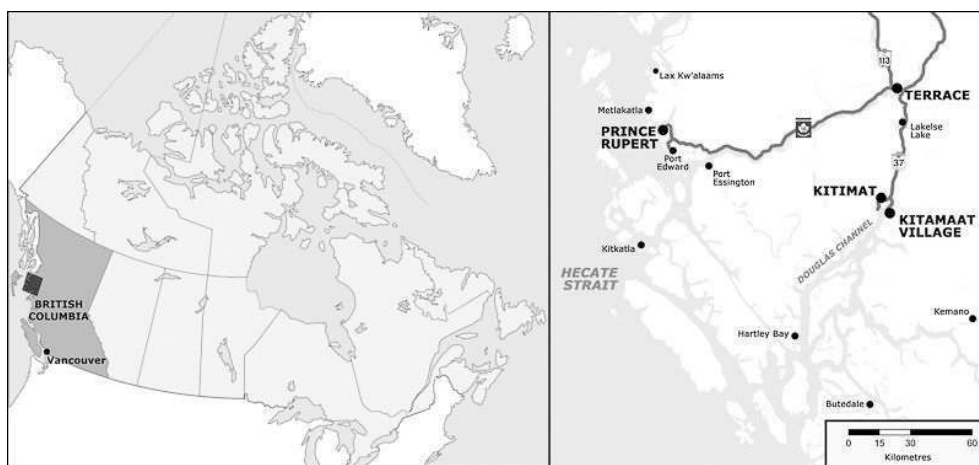 BRITISH
COLUMBIA
Vancouver
113
Lax Kw'alaams
TERRACE
Metlakatla
PRINCE
RUPERT
Lakelse
Lake
Port
Edward
Port
Essington
37
KITIMAT
KITAMAAT
VILLAGE
DOUGLAS CHANNEL
Kitkatla
HECATE
STRAIT
Kemano
Hartley Bay
Butedale
0 15 30 60
Kilometres